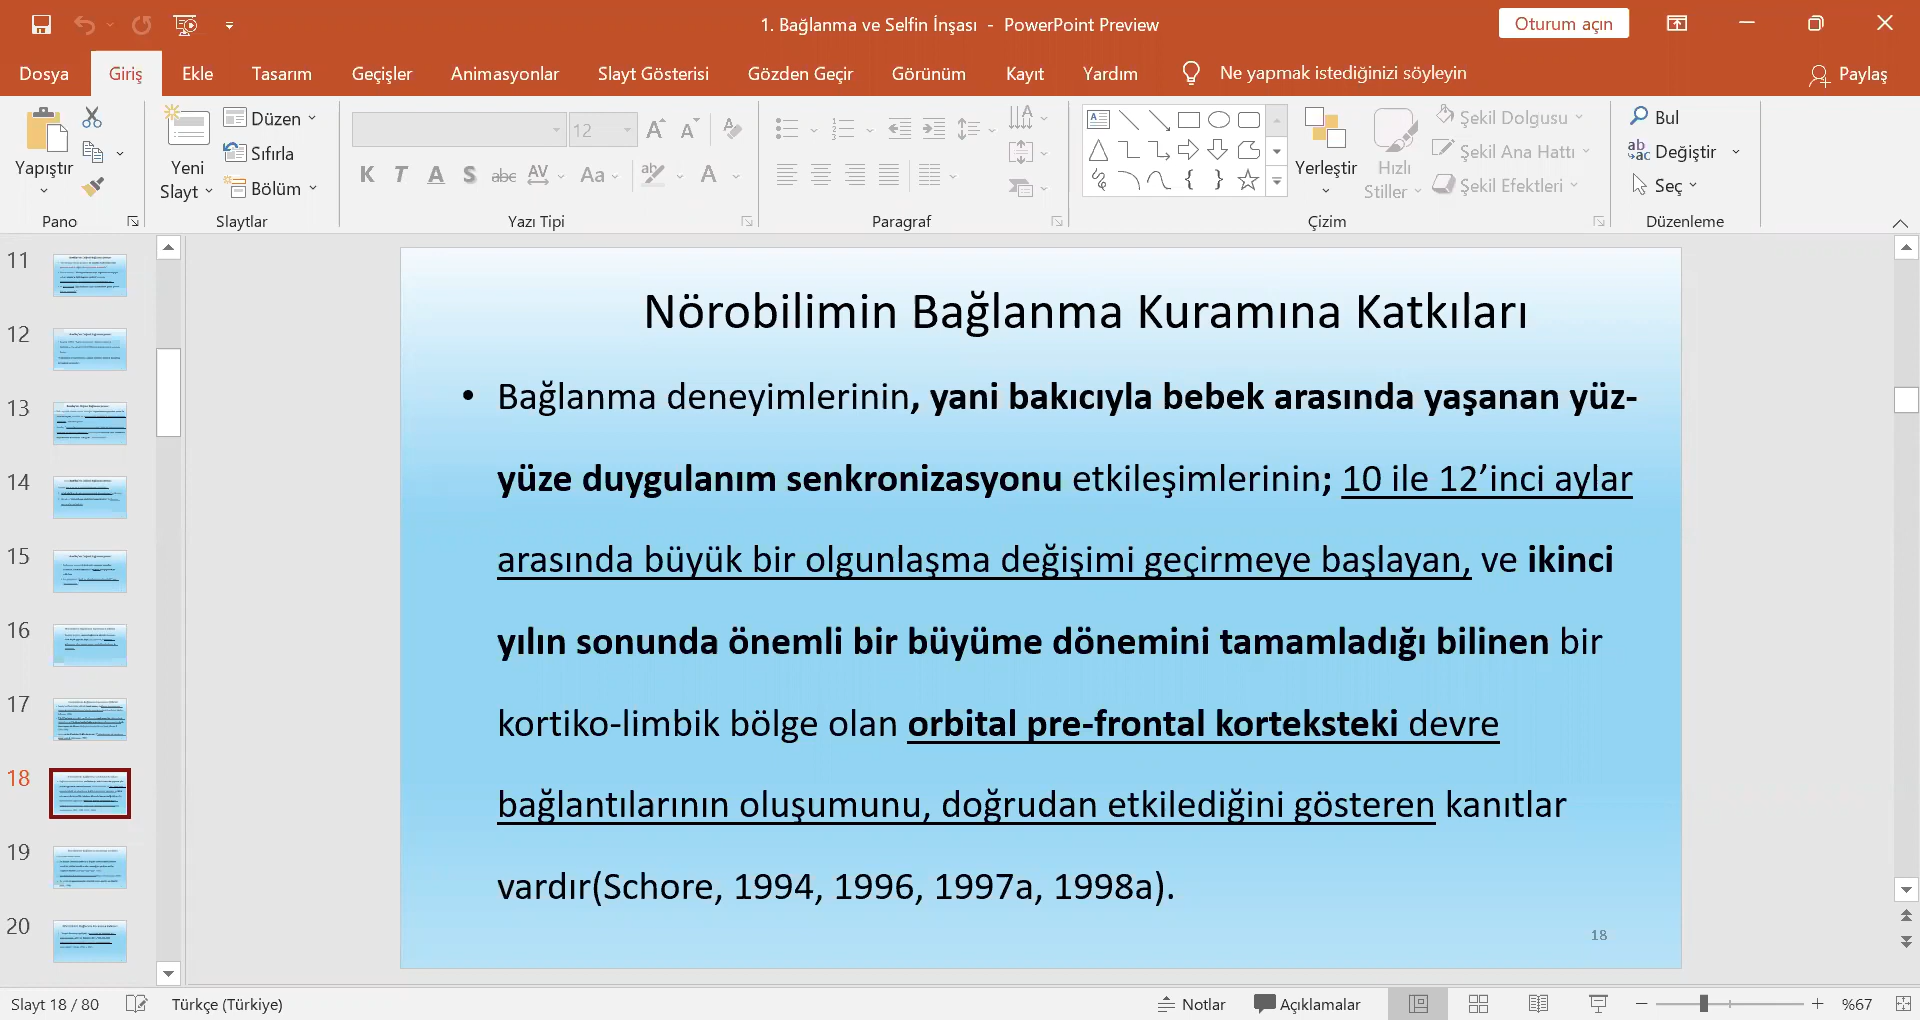 1. Bağlanma ve Selfin İnşası - PowerPoint Preview
Oturum açın
Dosya Giriş Ekle Tasarım Geçişler Animasyonlar Slayt Gösterisi Gözden Geçir Görünüm Kayıt Yardım Ne yapmak istediğinizi söyleyin Paylaş
Yapıştır
Pano
Yeni Slayt
Düzen
Sıfırla
Bölüm
Slaytlar
12
K T A S abc AV Aa A
Yazı Tipi
Paragraf
Yerleştir
Hızlı Stiller
Şekil Dolgusu
Şekil Ana Hattı
Şekil Efektleri
Çizim
Bul
Değiştir
Seç
Düzenleme
11
12
13
14
15
16
17
18
19
20
Nörobilimin Bağlanma Kuramına Katkıları
• Bağlanma deneyimlerinin, yani bakıcıyla bebek arasında yaşanan yüz-
yüze duygulanım senkronizasyonu etkileşimlerinin; 10 ile 12’inci aylar
arasında büyük bir olgunlaşma değişimi geçirmeye başlayan, ve ikinci
yılın sonunda önemli bir büyüme dönemini tamamladığı bilinen bir
kortiko-limbik bölge olan orbital pre-frontal korteksteki devre
bağlantılarının oluşumunu, doğrudan etkilediğini gösteren kanıtlar
vardır(Schore, 1994, 1996, 1997a, 1998a).
18
Slayt 18 / 80 Türkçe (Türkiye) Notlar Açıklamalar %67